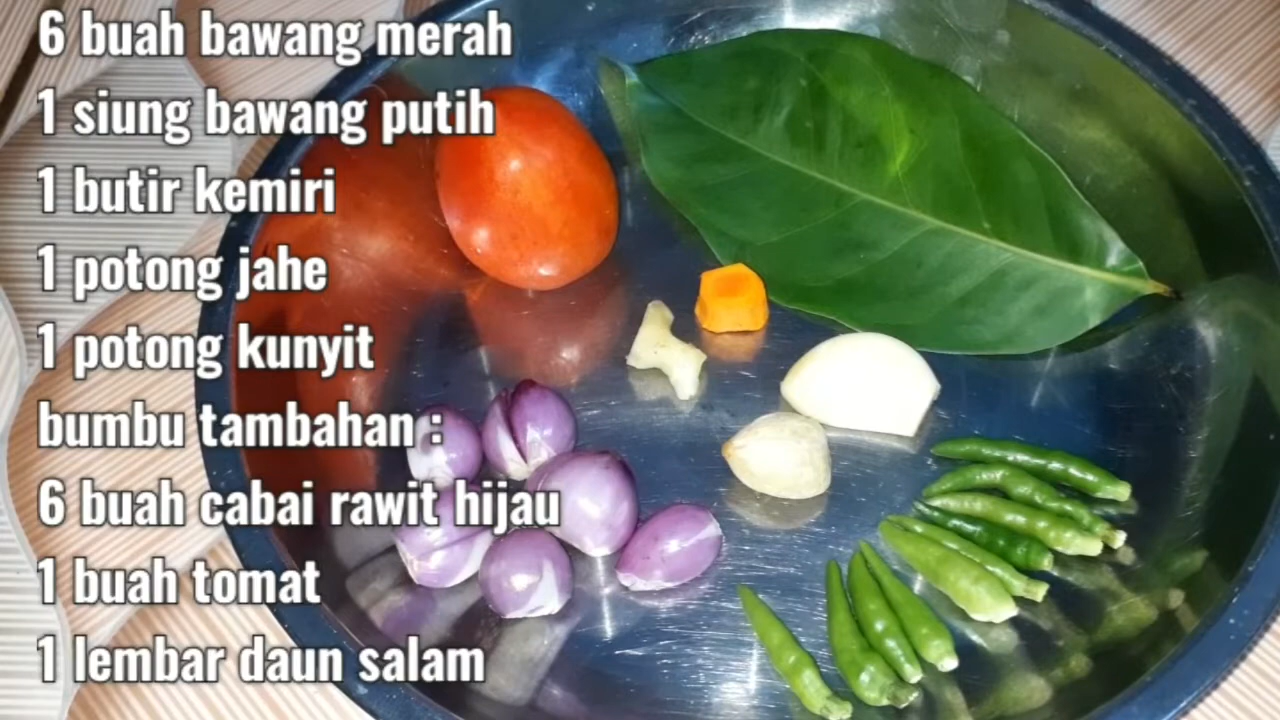 6 buah bawang merah
1 siung bawang putih
1 butir kemiri
1 potong jahe
1 potong kunyit
bumbu tambahan :
6 buah cabai rawit hijau
1 buah tomat
1 lembar daun salam